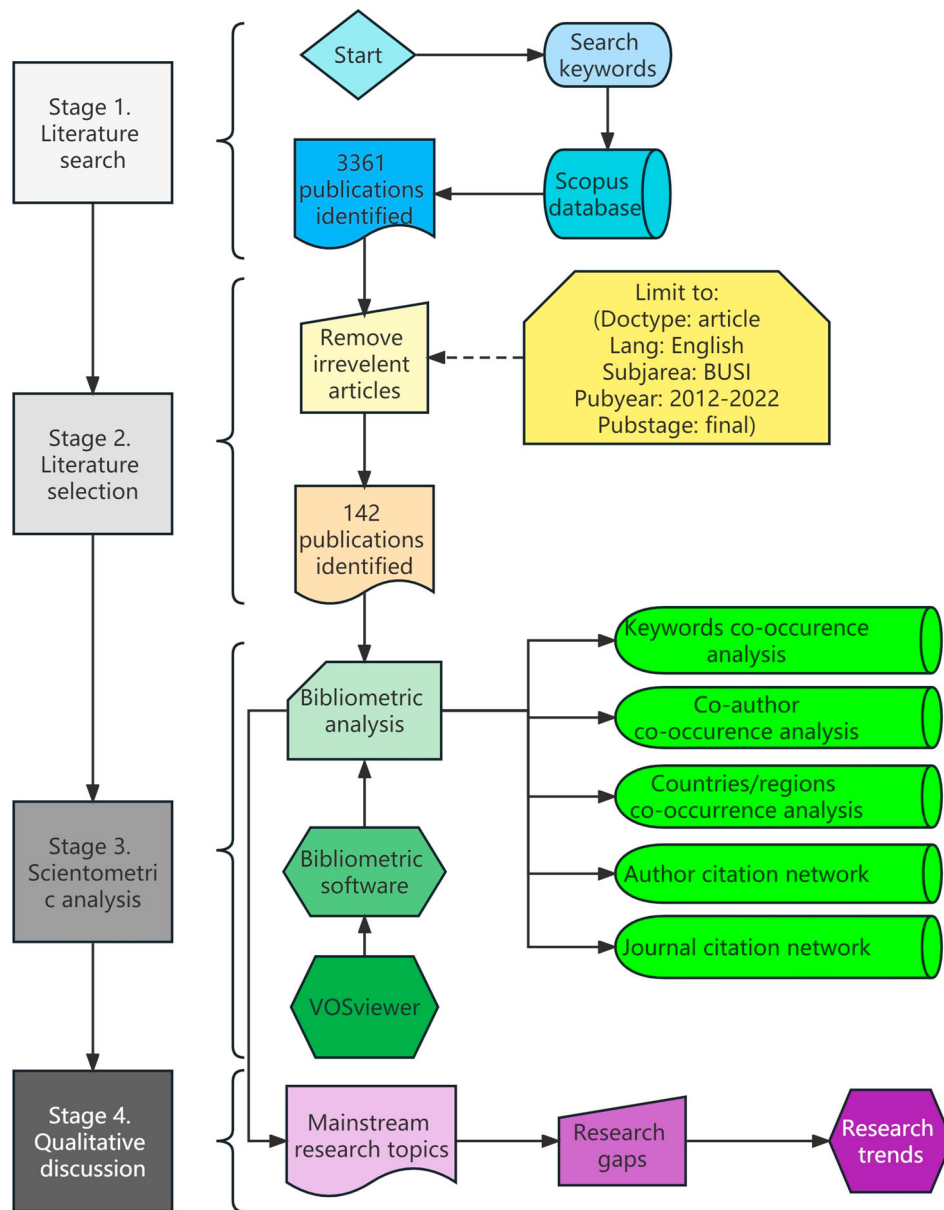 Stage 1.
Literature
search
Start
Search
keywords
Scopus
database
3361
publications
identified
Stage 2.
Literature
selection
Remove
irrevelent
articles
Limit to:
(Doctype: article
Lang: English
Subjarea: BUSI
Pubyear: 2012-2022
Pubstage: final)
142
publications
identified
Stage 3.
Scientometri
c analysis
Bibliometric
analysis
Bibliometric
software
VOSviewer
Keywords co-occurence
analysis
Co-author
co-occurence analysis
Countries/regions
co-occurrence analysis
Author citation network
Journal citation network
Stage 4.
Qualitative
discussion
Mainstream
research topics
Research
gaps
Research
trends